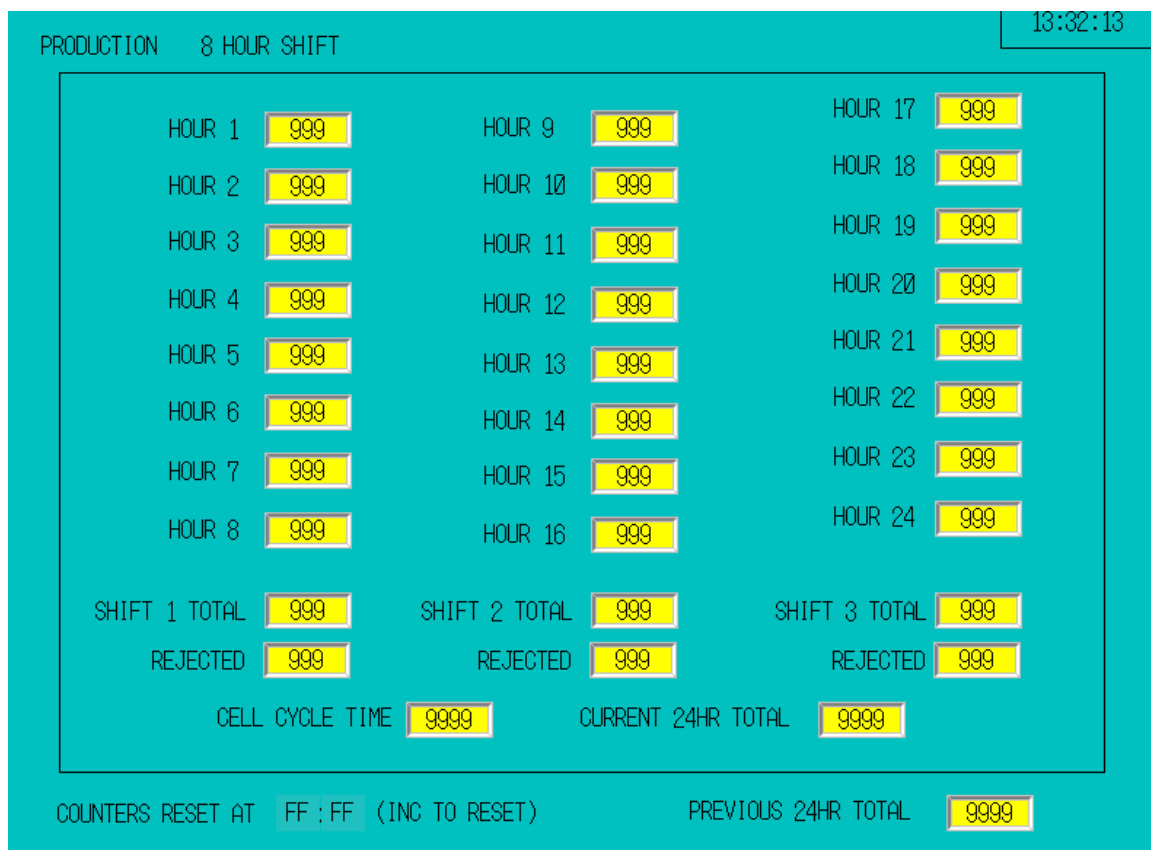 13:32:13
PRODUCTION 8 HOUR SHIFT
HOUR 1 999 HOUR 9 999 HOUR 17 999
HOUR 2 999 HOUR 10 999 HOUR 18 999
HOUR 3 999 HOUR 11 999 HOUR 19 999
HOUR 4 999 HOUR 12 999 HOUR 20 999
HOUR 5 999 HOUR 13 999 HOUR 21 999
HOUR 6 999 HOUR 14 999 HOUR 22 999
HOUR 7 999 HOUR 15 999 HOUR 23 999
HOUR 8 999 HOUR 16 999 HOUR 24 999
SHIFT 1 TOTAL 999 SHIFT 2 TOTAL 999 SHIFT 3 TOTAL 999
REJECTED 999 REJECTED 999 REJECTED 999
CELL CYCLE TIME 9999 CURRENT 24HR TOTAL 9999
COUNTERS RESET AT FF:FF (INC TO RESET) PREVIOUS 24HR TOTAL 9999